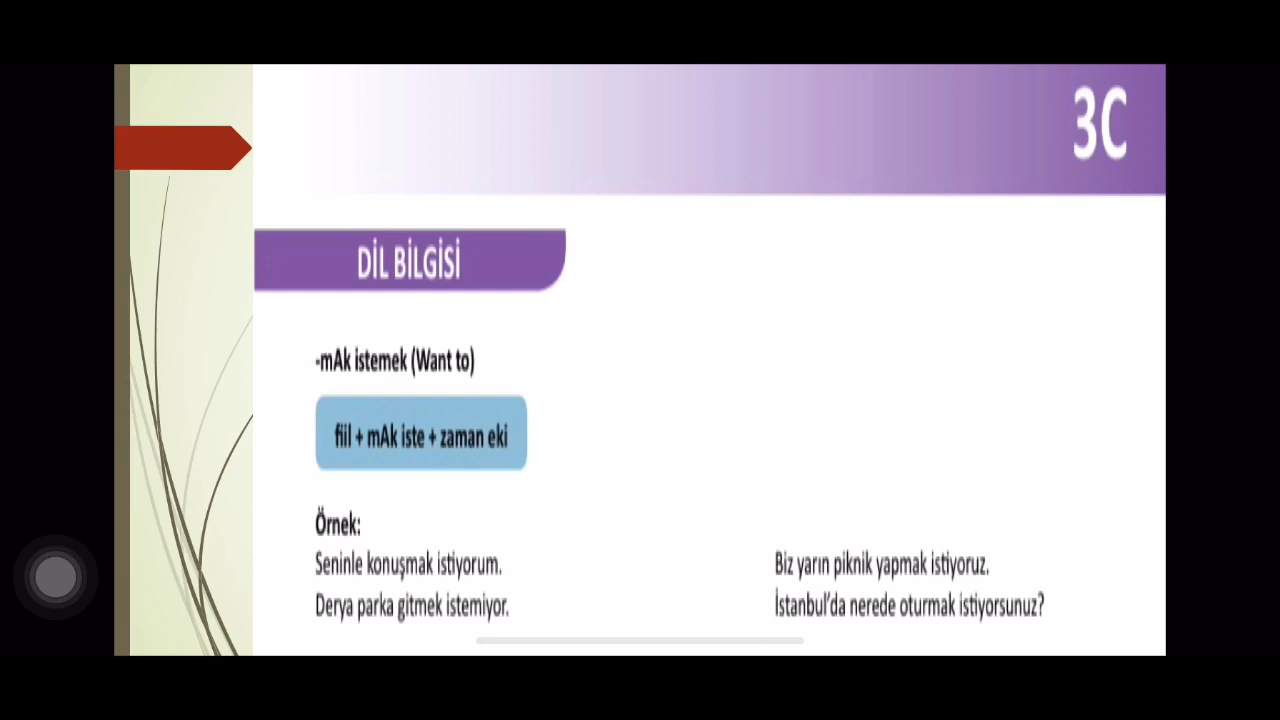 3C
DİL BİLGİSİ
-mAk istemek (Want to)
fiil + mAk iste + zaman eki
Örnek:
Seninle konuşmak istiyorum.
Derya parka gitmek istemiyor.
Biz yarın piknik yapmak istiyoruz.
İstanbul'da nerede oturmak istiyorsunuz?